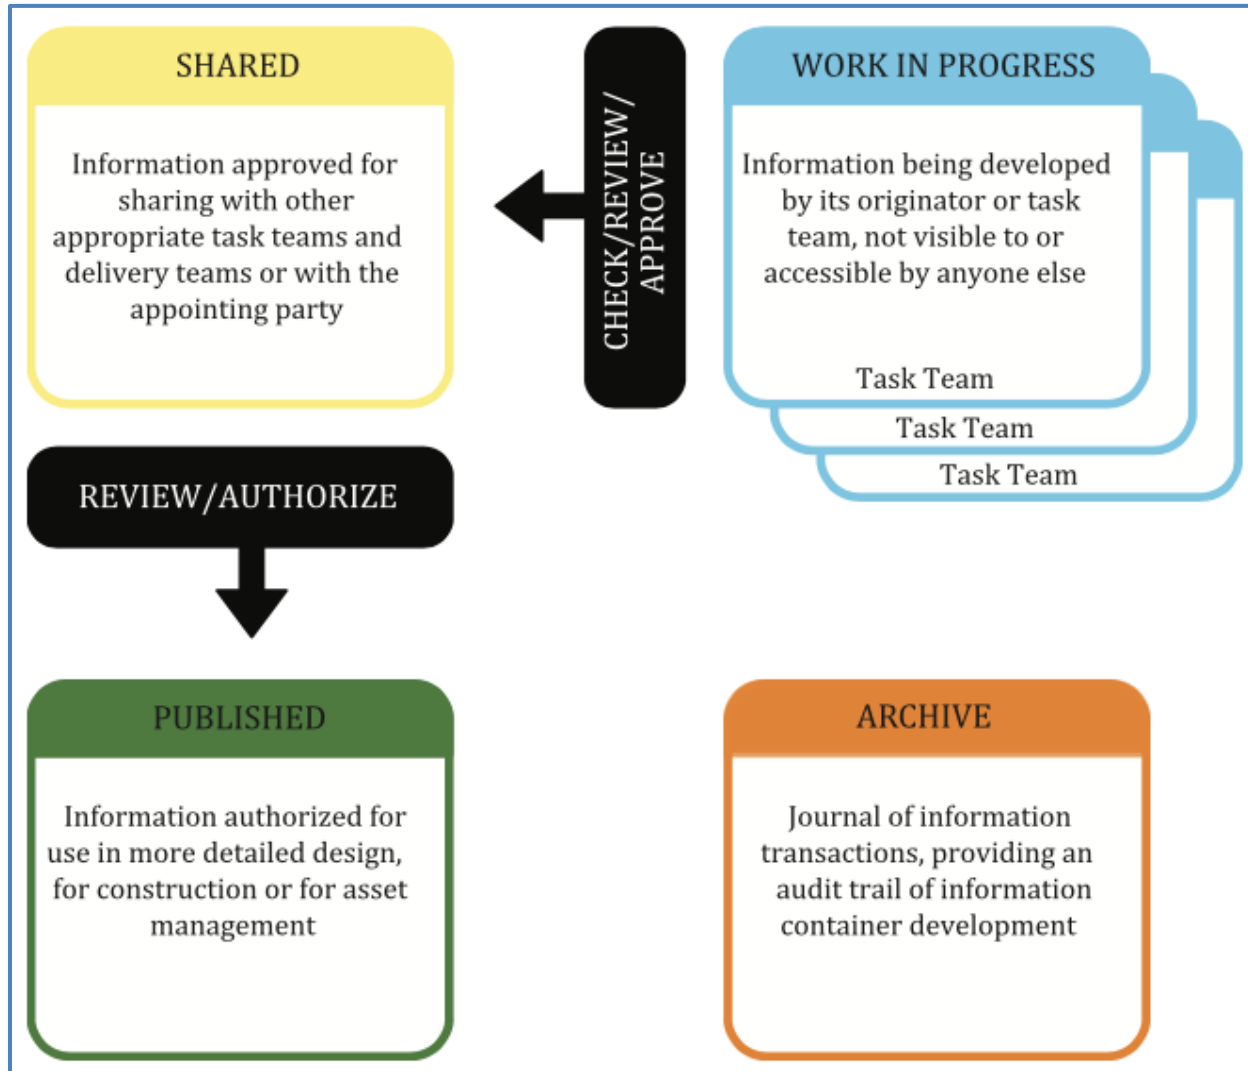 SHARED
Information approved for
sharing with other
appropriate task teams and
delivery teams or with the
appointing party
CHECK/REVIEW/
APPROVE
WORK IN PROGRESS
Information being developed
by its originator or task
team, not visible to or
accessible by anyone else
Task Team
Task Team
Task Team
REVIEW/AUTHORIZE
PUBLISHED
Information authorized for
use in more detailed design,
for construction or for asset
management
ARCHIVE
Journal of information
transactions, providing an
audit trail of information
container development